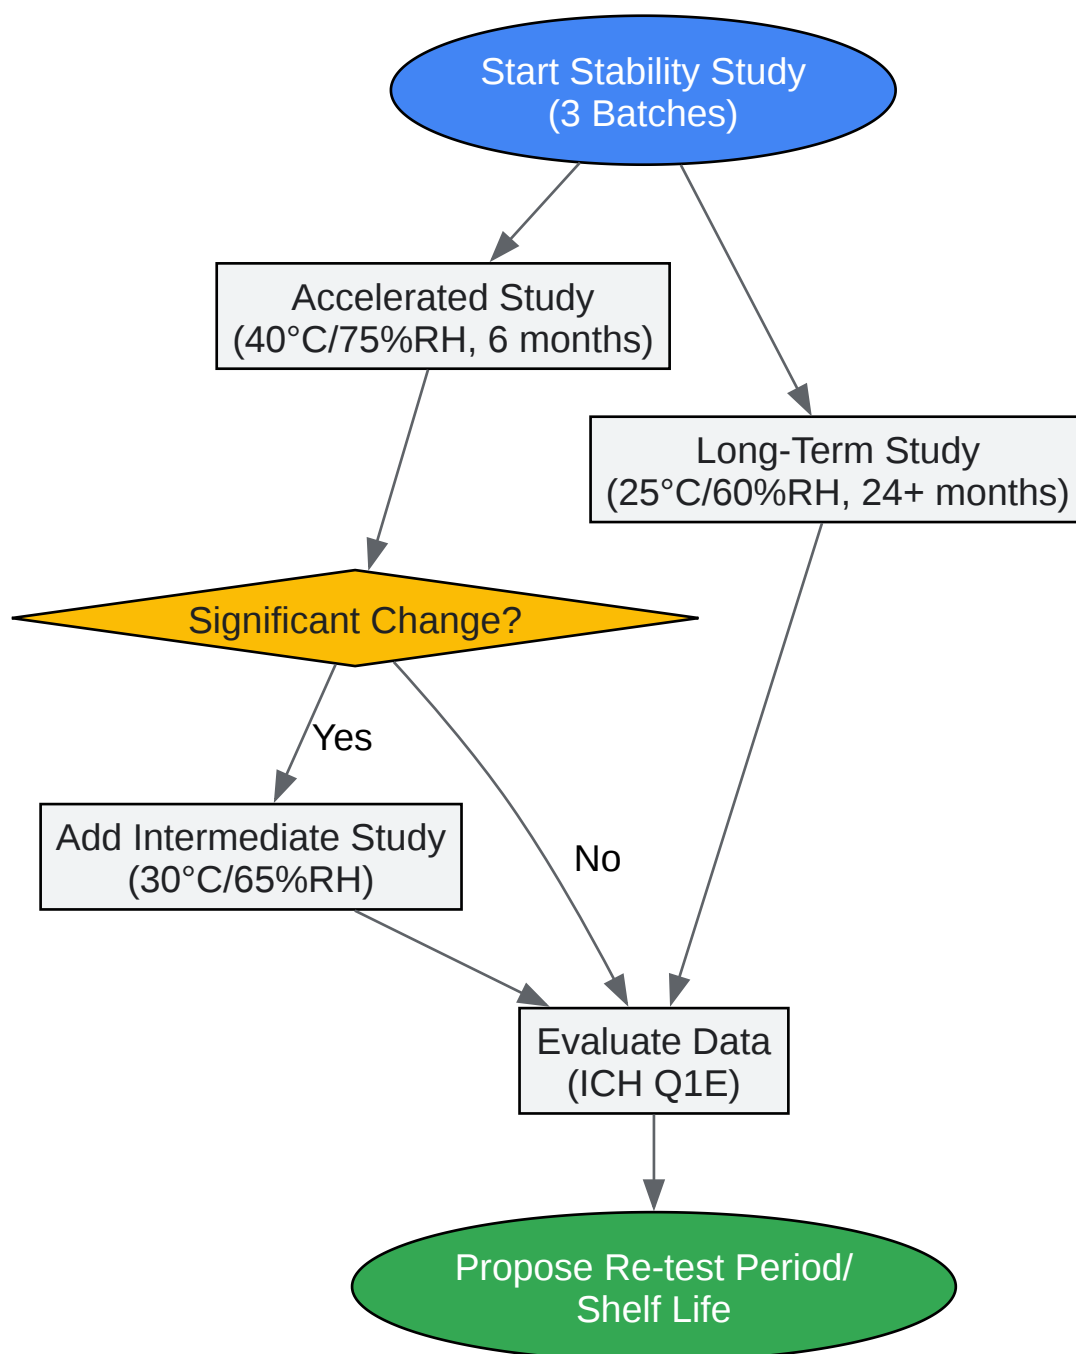 Start Stability Study
(3 Batches)
Accelerated Study
(40°C/75%RH, 6 months)
Long-Term Study
(25°C/60%RH, 24+ months)
Significant Change?
Yes
Add Intermediate Study
(30°C/65%RH)
No
Evaluate Data
(ICH Q1E)
Propose Re-test Period/
Shelf Life